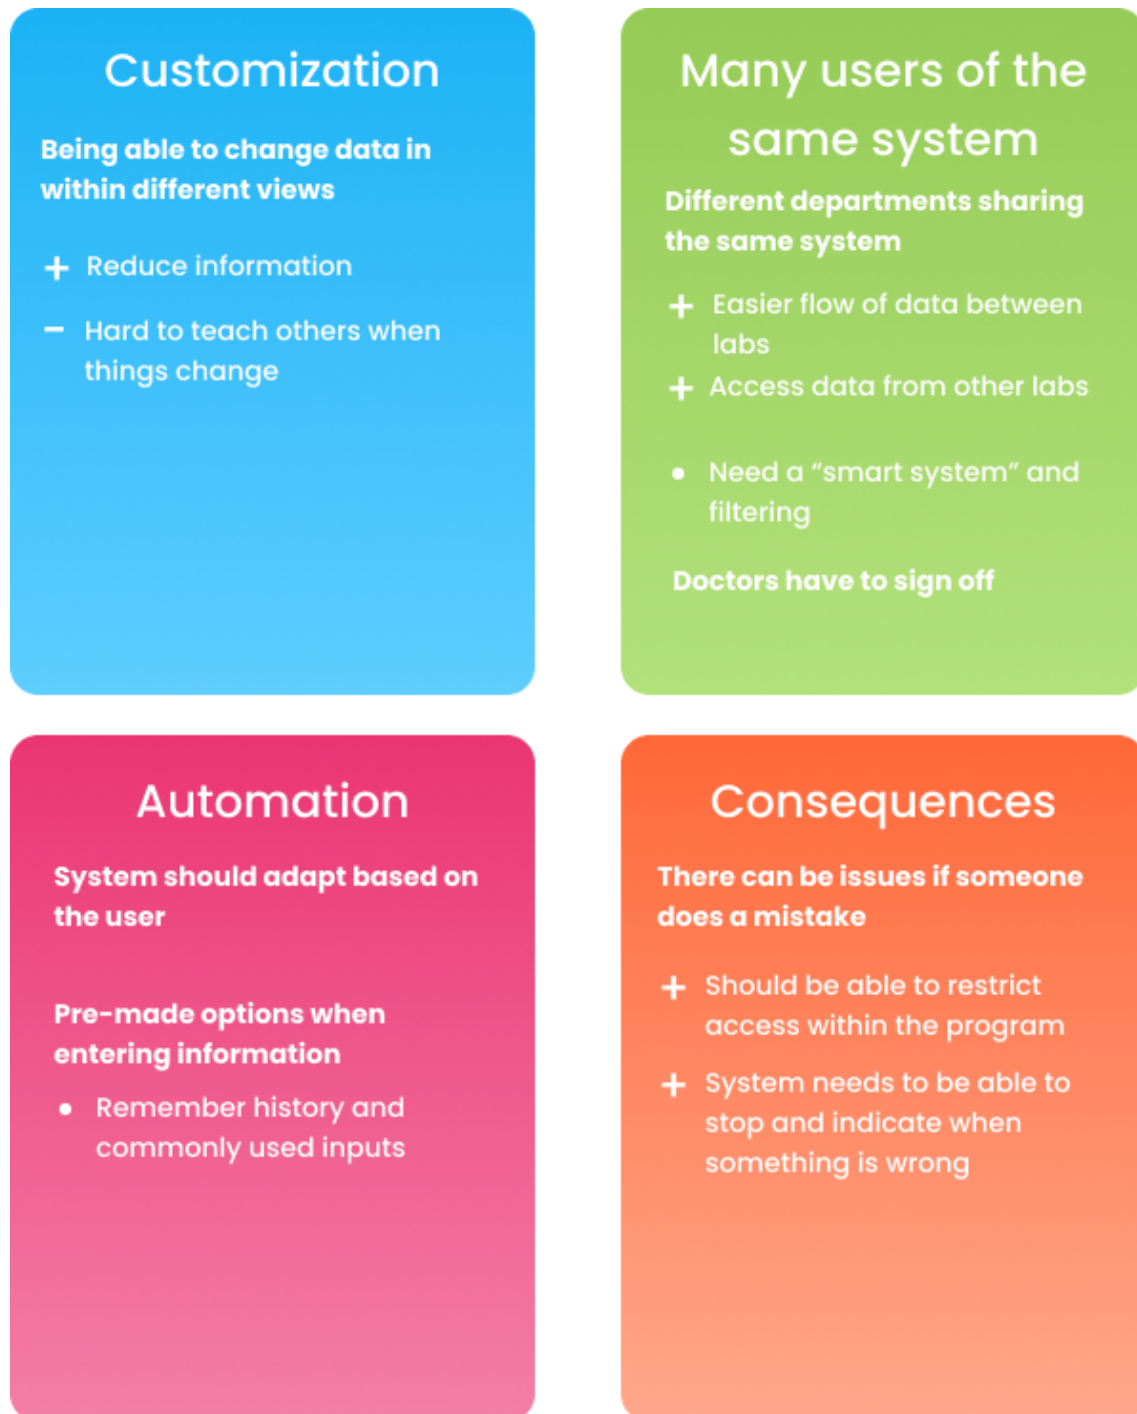 Customization
Being able to change data in
within different views
+ Reduce information
- Hard to teach others when
things change
Many users of the
same system
Different departments sharing
the same system
+ Easier flow of data between
labs
+ Access data from other labs
• Need a “smart system” and
filtering
Doctors have to sign off
Automation
System should adapt based on
the user
Pre-made options when
entering information
• Remember history and
commonly used inputs
Consequences
There can be issues if someone
does a mistake
+ Should be able to restrict
access within the program
+ System needs to be able to
stop and indicate when
something is wrong